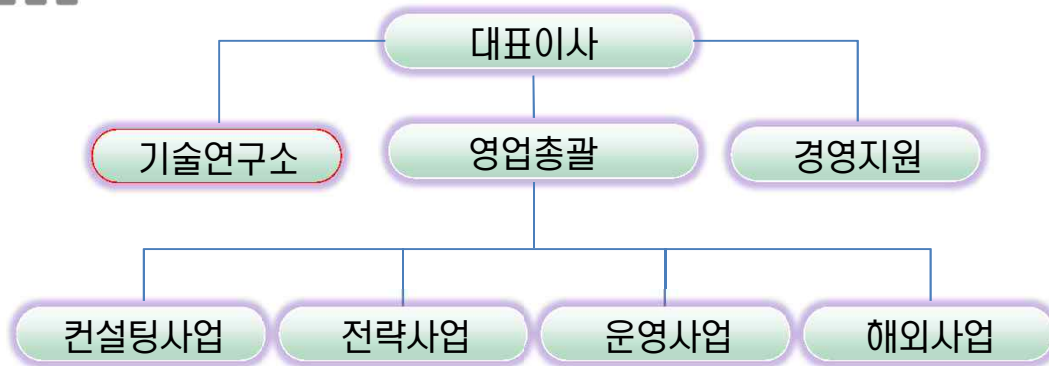 대표이사
기술연구소
영업총괄
경영지원
컨설팅사업
전략사업
운영사업
해외사업